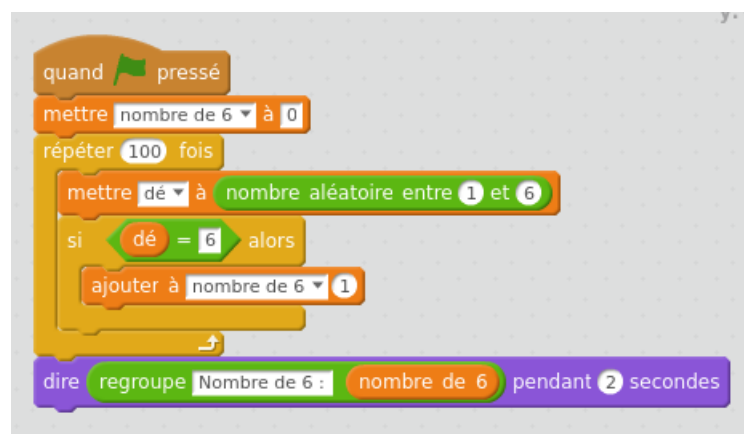 y:
quand pressé
mettre nombre de 6 à 0
répéter 100 fois
mettre dé à nombre aléatoire entre 1 et 6
si dé = 6 alors
ajouter à nombre de 6 1
dire regroupe Nombre de 6 : nombre de 6 pendant 2 secondes